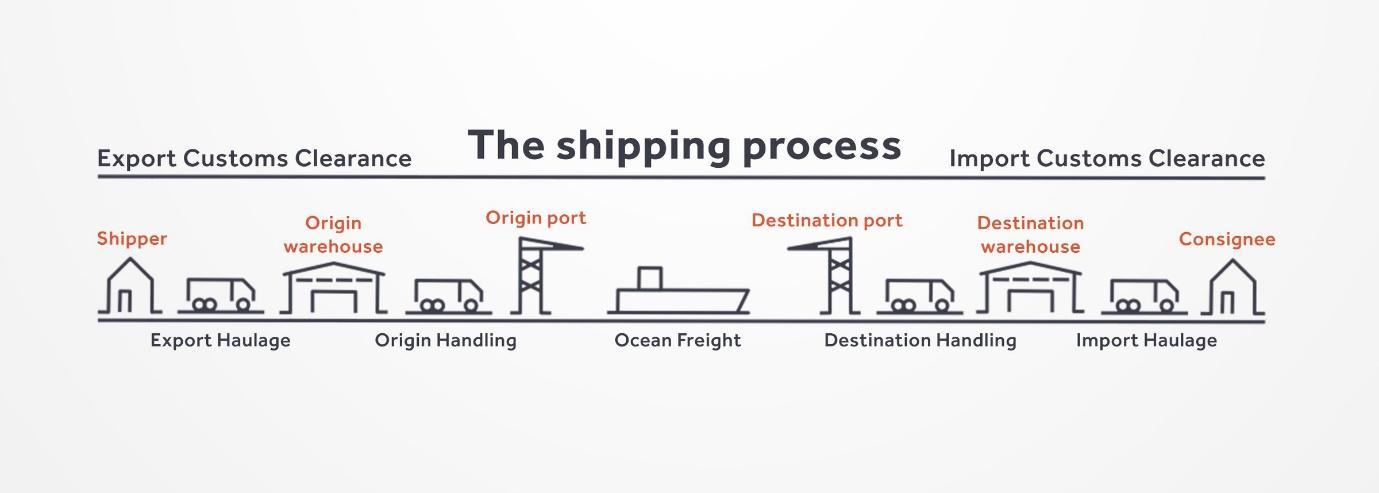 The shipping process
Export Customs Clearance
Import Customs Clearance
Shipper
Origin
warehouse
Origin port
Destination port
Destination
warehouse
Consignee
Export Haulage
Origin Handling
Ocean Freight
Destination Handling
Import Haulage